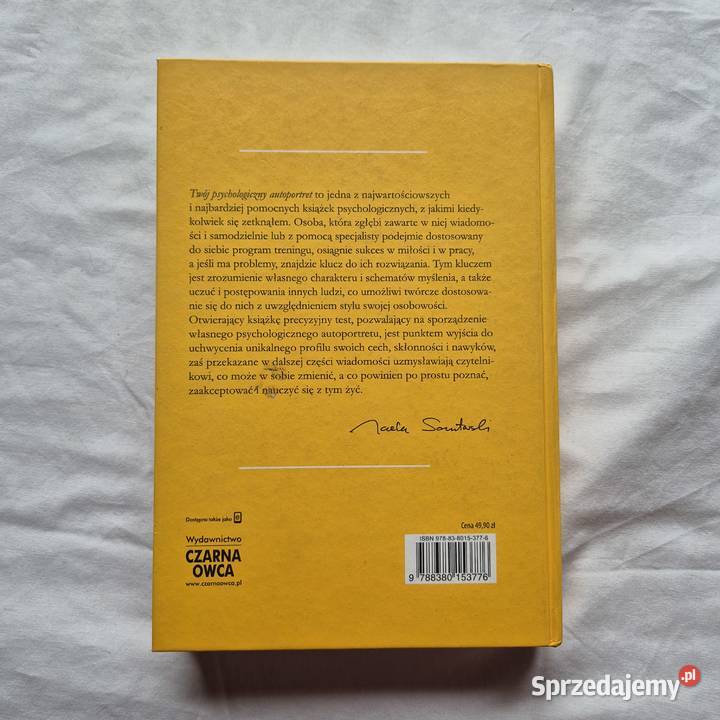 Twój psychologiczny autoportret to jedna z najwartościowszych
i najbardziej pomocnych książek psychologicznych, z jakimi kiedy-
kolwiek się zetknąłem. Osoba, która zgłębi zawarte w niej wiadomo-
ści i samodzielnie lub z pomocą specjalisty podejmie dostosowany
do siebie program treningu, osiągnie sukces w miłości i w pracy,
a jeśli ma problemy, znajdzie klucz do ich rozwiązania. Tym kluczem
jest zrozumienie własnego charakteru i schematów myślenia, a także
uczuć i postępowania innych ludzi, co umożliwi twórcze dostosowa-
nie się do nich z uwzględnieniem stylu swojej osobowości.
Otwierający książkę precyzyjny test, pozwalający na sporządzenie
własnego psychologicznego autoportretu, jest punktem wyjścia do
uchwycenia unikalnego profilu swoich cech, skłonności i nawyków,
zaś przekazane w dalszej części wiadomości uzmysławiają czytelni-
kowi, co może w sobie zmienić, a co powinien po prostu poznać,
zaakceptować i nauczyć się z tym żyć.
Dostępna także jako e
Cena 49,90 zł
Wydawnictwo
CZARNA
OWCA
www.czarnaowca.pl
ISBN 978-83-8015-377-6
9 788380 153776
Sprzedajemy.pl